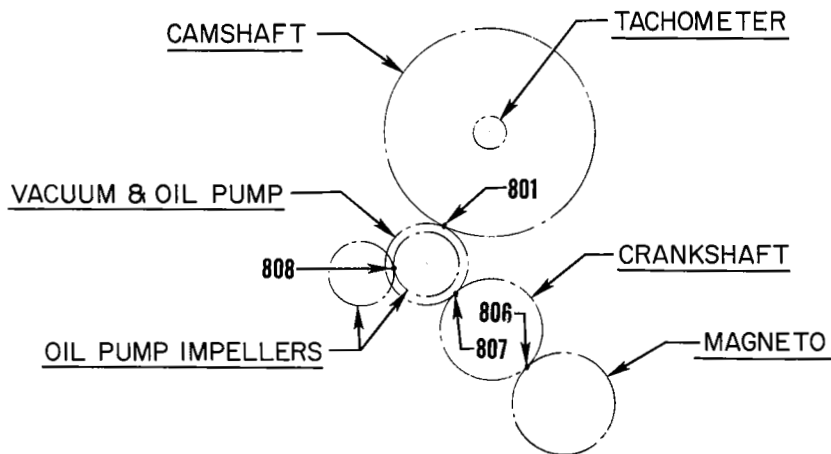 TACHOMETER
CAMSHAFT
VACUUM & OIL PUMP
801
808
CRANKSHAFT
806
807
OIL PUMP IMPELLERS
MAGNETO